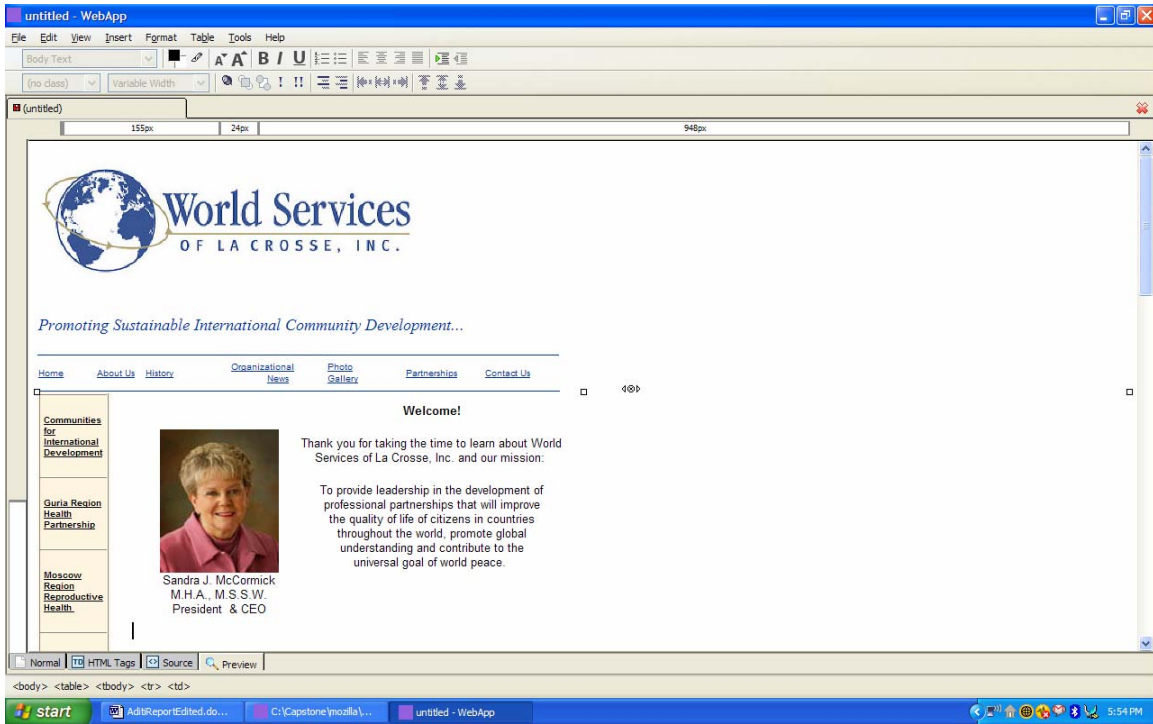 untitled - WebApp
File Edit View Insert Format Table Tools Help
Body Text
(no class) Variable Width
(untitled)
155px 24px 948px
World Services
OF LA CROSSE, INC.
Promoting Sustainable International Community Development...
Home About Us History Organizational News Photo Gallery Partnerships Contact Us
Communities
for
International
Development
Guria Region
Health
Partnership
Moscow
Region
Reproductive
Health
Sandra J. McCormick
M.H.A., M.S.S.W.
President & CEO
Welcome!
Thank you for taking the time to learn about World
Services of La Crosse, Inc. and our mission:
To provide leadership in the development of
professional partnerships that will improve
the quality of life of citizens in countries
throughout the world, promote global
understanding and contribute to the
universal goal of world peace.
Normal HTML Tags Source Preview
<body> <table> <tbody> <tr> <td>
start AditiReportEdited.do... C:\Capstone\mozilla\... untitled - WebApp 5:54 PM